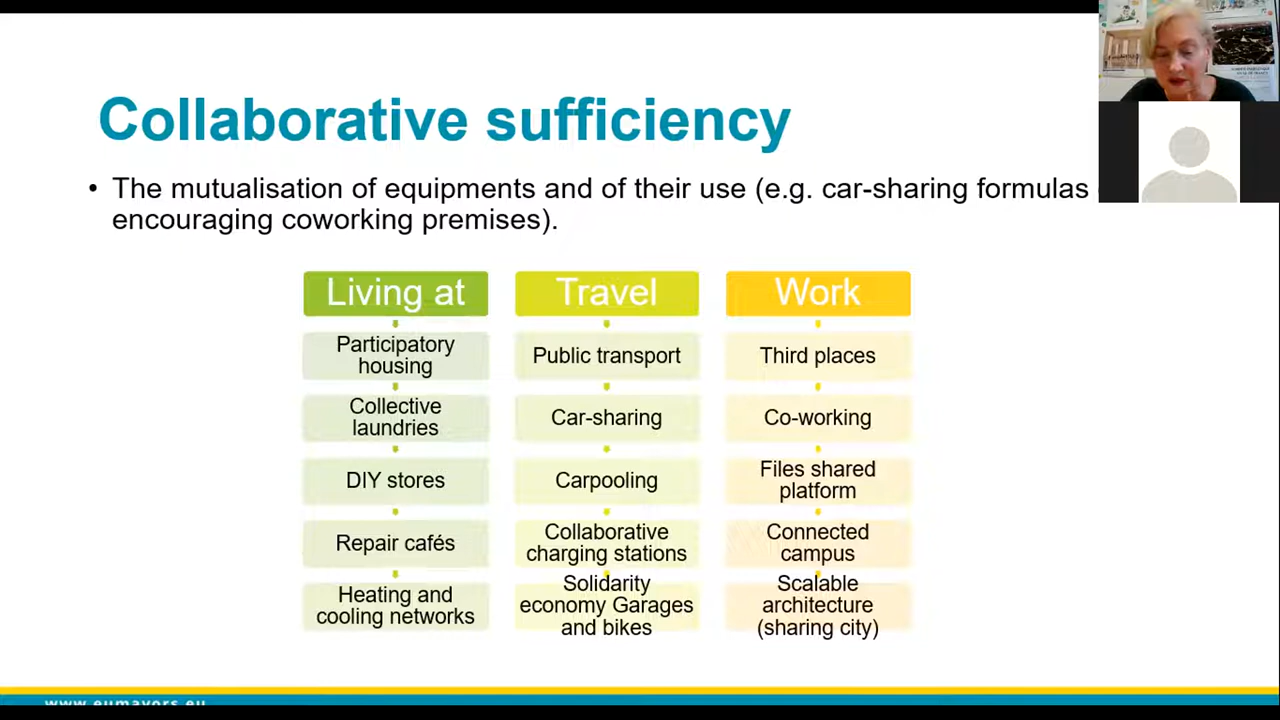 Collaborative sufficiency
• The mutualisation of equipments and of their use (e.g. car-sharing formulas
encouraging coworking premises).
Living at
Participatory
housing
Collective
laundries
DIY stores
Repair cafés
Heating and
cooling networks
Travel
Public transport
Car-sharing
Carpooling
Collaborative
charging stations
Solidarity
economy Garages
and bikes
Work
Third places
Co-working
Files shared
platform
Connected
campus
Scalable
architecture
(sharing city)
www.eumayors.eu